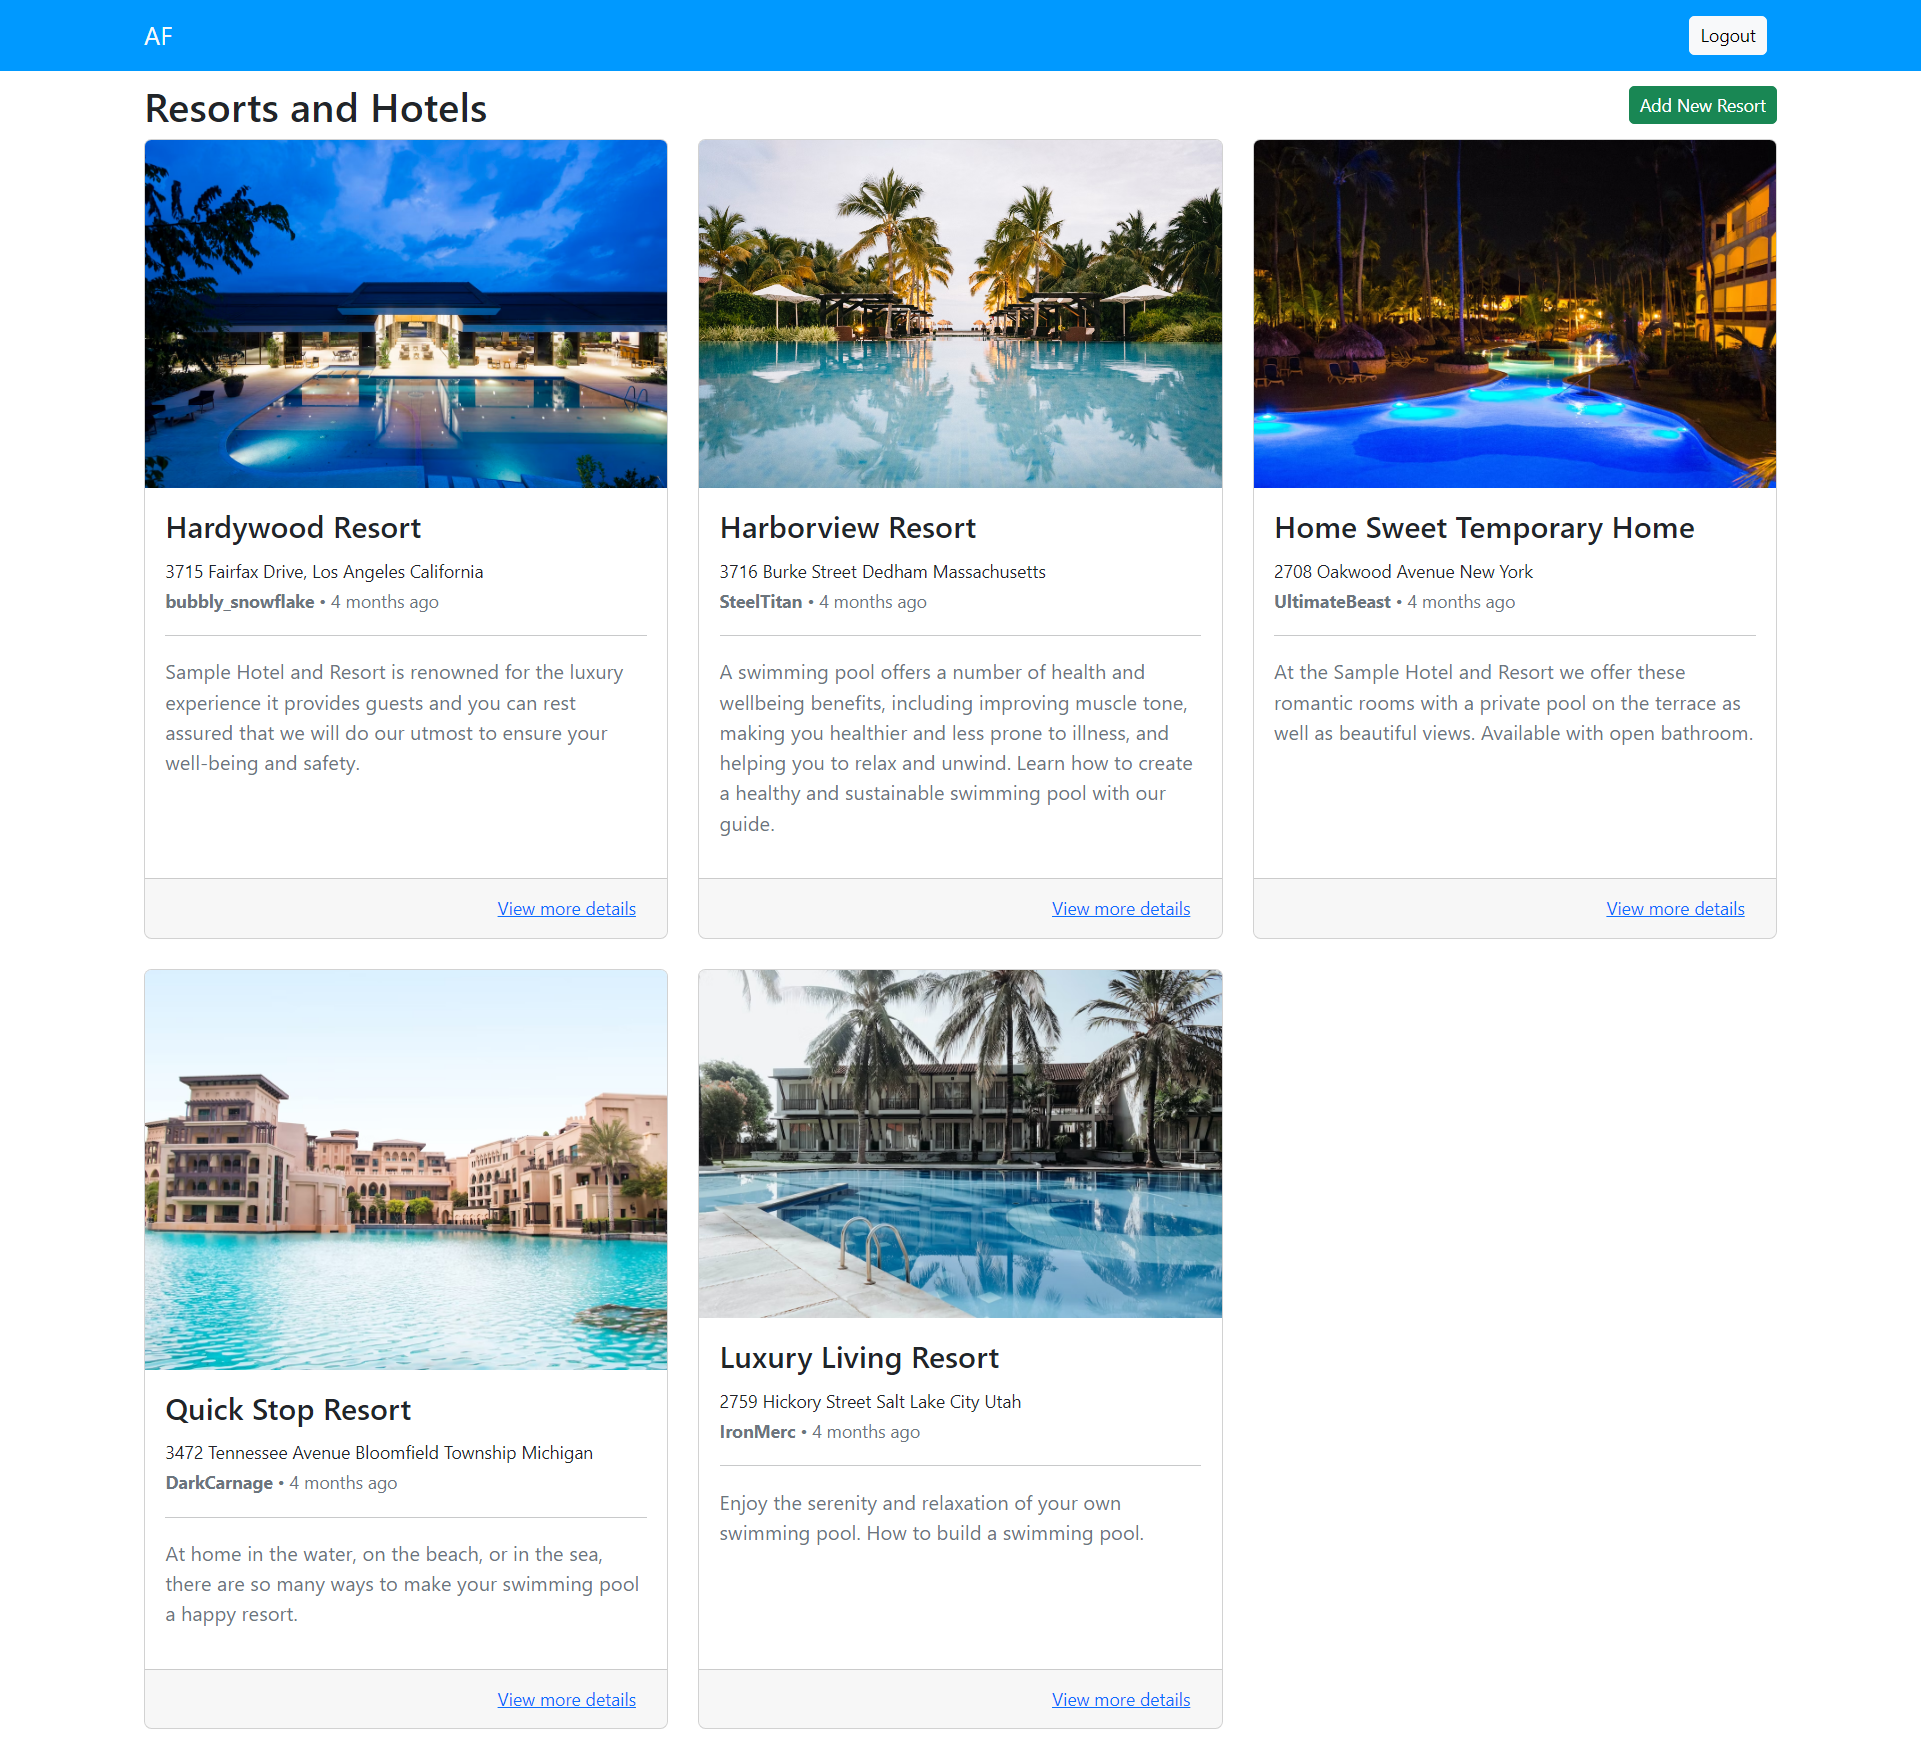 AF
Logout
Resorts and Hotels
Add New Resort
Hardywood Resort
3715 Fairfax Drive, Los Angeles California
bubbly_snowflake • 4 months ago
Sample Hotel and Resort is renowned for the luxury
experience it provides guests and you can rest
assured that we will do our utmost to ensure your
well-being and safety.
View more details
Harborview Resort
3716 Burke Street Dedham Massachusetts
SteelTitan • 4 months ago
A swimming pool offers a number of health and
wellbeing benefits, including improving muscle tone,
making you healthier and less prone to illness, and
helping you to relax and unwind. Learn how to create
a healthy and sustainable swimming pool with our
guide.
View more details
Home Sweet Temporary Home
2708 Oakwood Avenue New York
UltimateBeast • 4 months ago
At the Sample Hotel and Resort we offer these
romantic rooms with a private pool on the terrace as
well as beautiful views. Available with open bathroom.
View more details
Quick Stop Resort
3472 Tennessee Avenue Bloomfield Township Michigan
DarkCarnage • 4 months ago
At home in the water, on the beach, or in the sea,
there are so many ways to make your swimming pool
a happy resort.
View more details
Luxury Living Resort
2759 Hickory Street Salt Lake City Utah
IronMerc • 4 months ago
Enjoy the serenity and relaxation of your own
swimming pool. How to build a swimming pool.
View more details